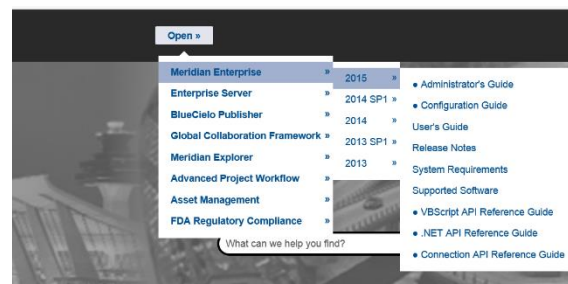 Open »
Meridian Enterprise »
Enterprise Server »
BlueCielo Publisher »
Global Collaboration Framework »
Meridian Explorer »
Advanced Project Workflow »
Asset Management »
FDA Regulatory Compliance »
2015 »
2014 SP1 »
2014 »
2013 SP1 »
2013 »
• Administrator's Guide
• Configuration Guide
User's Guide
Release Notes
System Requirements
Supported Software
• VBScript API Reference Guide
• .NET API Reference Guide
• Connection API Reference Guide
What can we help you find?